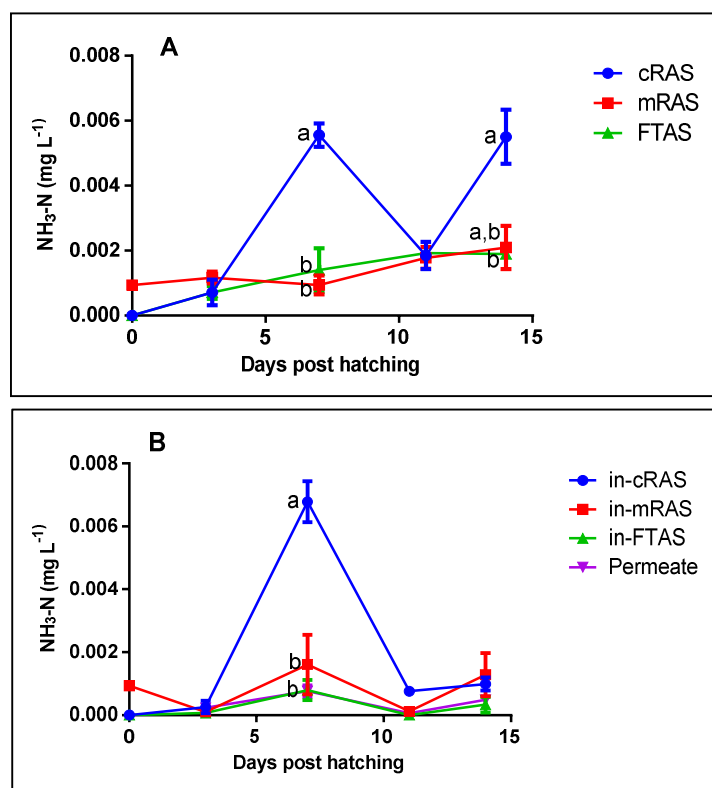 A
0.008
0.006
0.004
0.002
0.000
NH₃-N (mg L⁻¹)
a
a
a,b
b
b
b
0 5 10 15
Days post hatching
cRAS
mRAS
FTAS
B
0.008
0.006
0.004
0.002
0.000
NH₃-N (mg L⁻¹)
a
b
b
0 5 10 15
Days post hatching
in-cRAS
in-mRAS
in-FTAS
Permeate